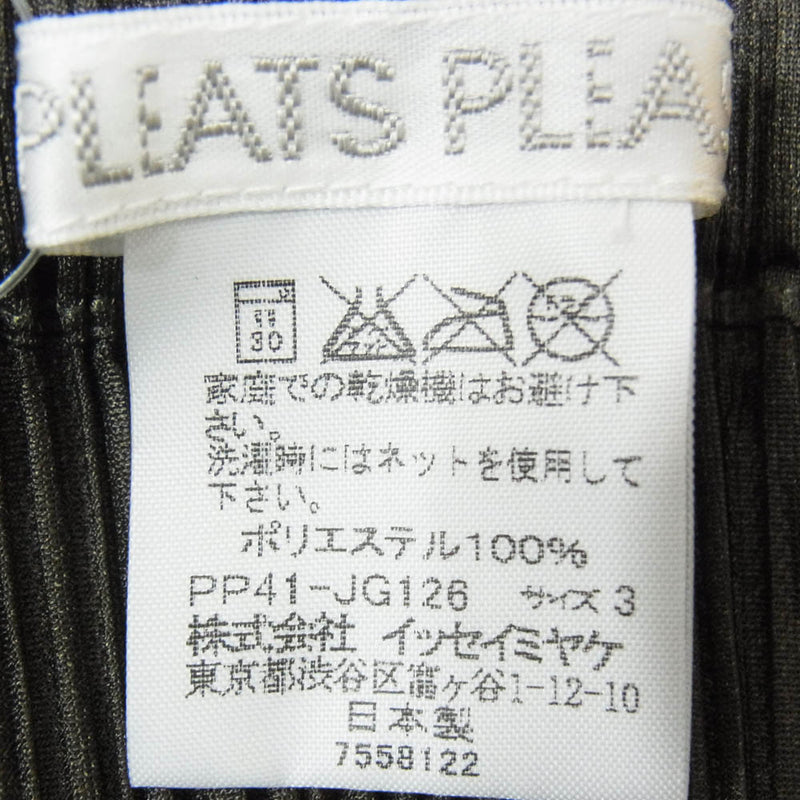 PLEATS PLEAS
30
家庭での乾燥機はお避け下
さい。
洗濯時にはネットを使用して
下さい。
ポリエステル100%
PP41-JG126 サイズ 3
株式会社 イッセイミヤケ
東京都渋谷区富ヶ谷1-12-10
日本製
7558122